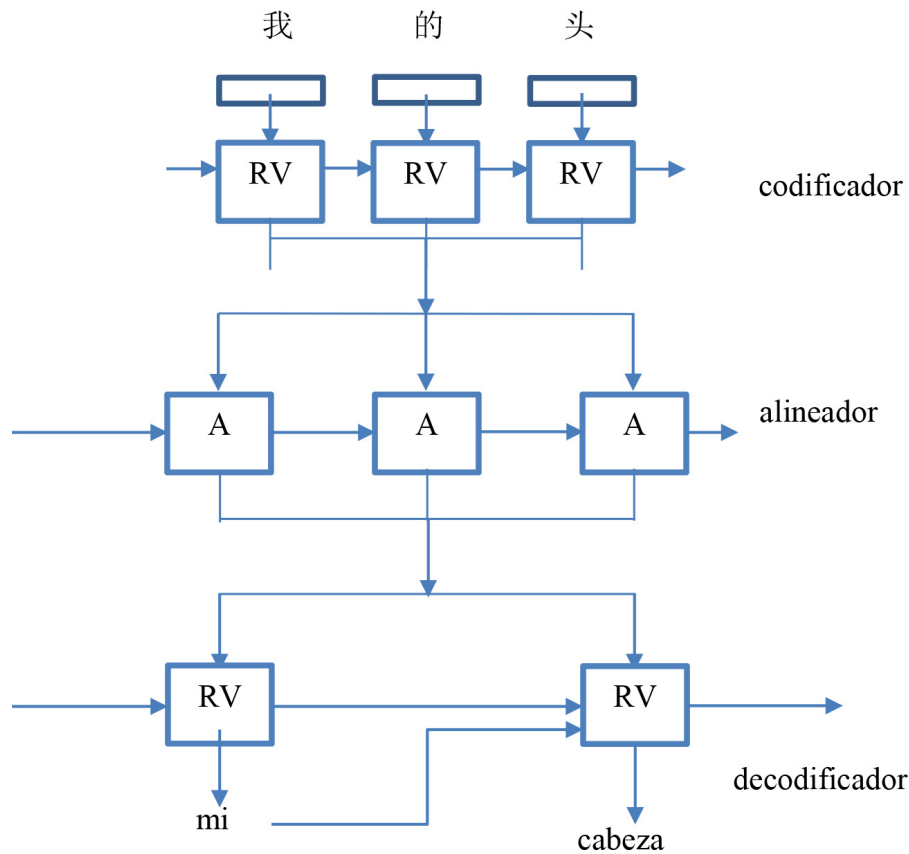 我 的 头
RV RV RV
codificador
A A A
alineador
RV RV
decodificador
mi
cabeza